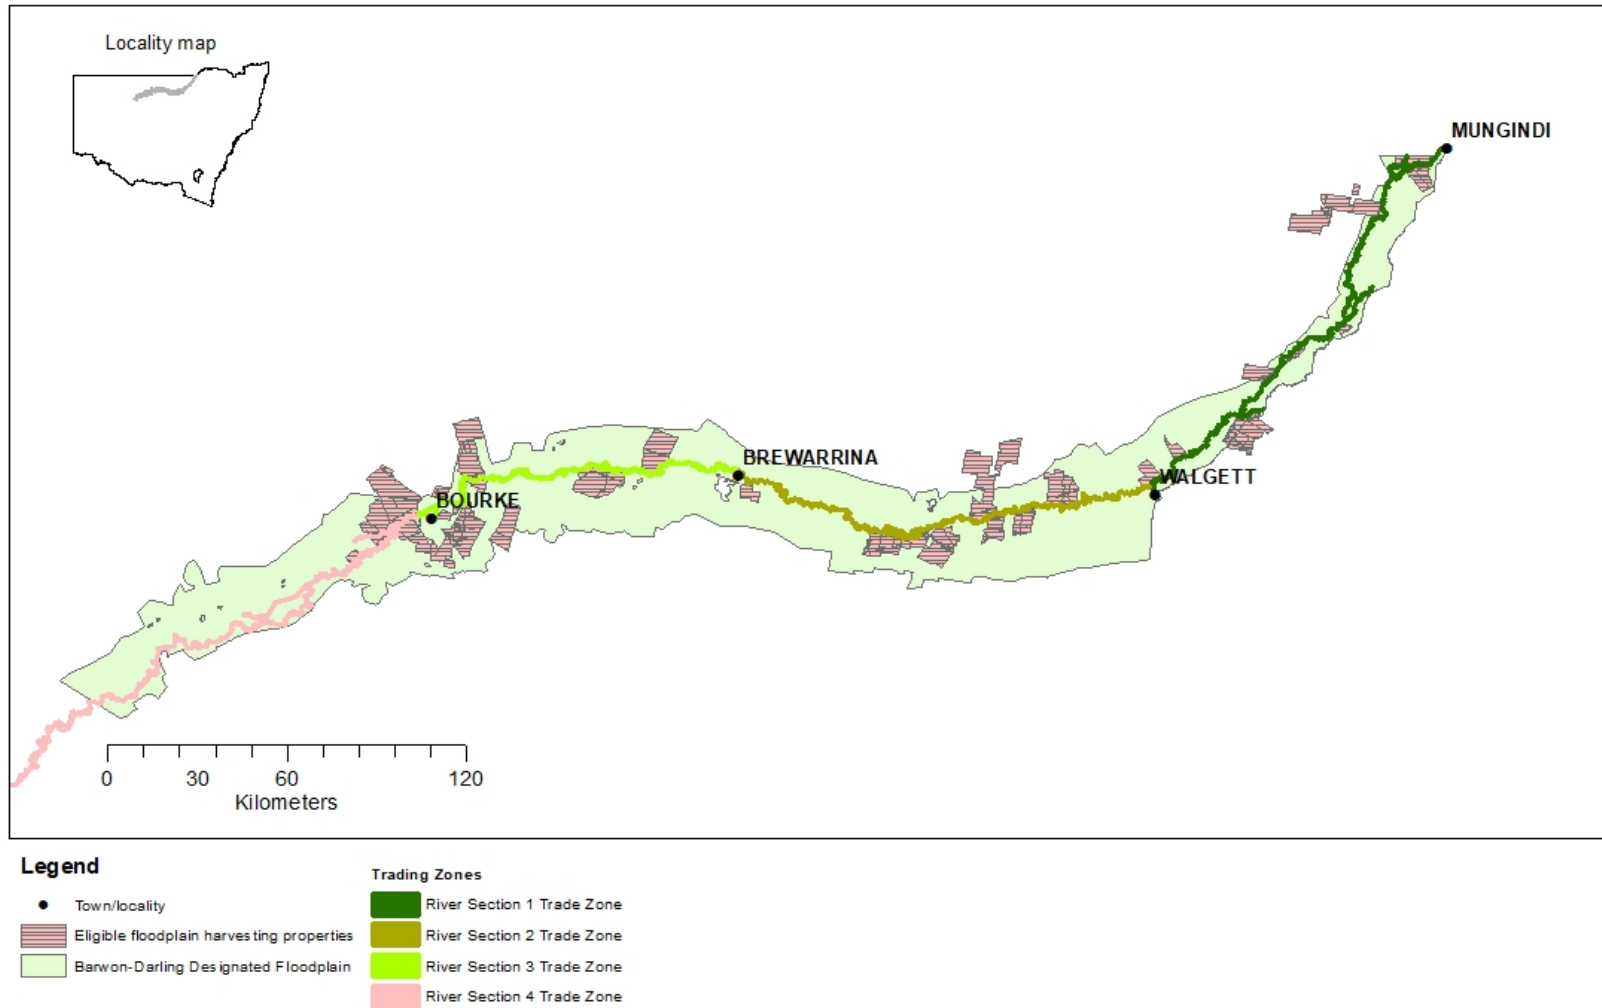 Locality map
MUNGINDI
BREWARRINA
WALGETT
BOURKE
0 30 60 120
Kilometers
Legend
Town/locality
Eligible floodplain harvesting properties
Barwon-Darling Designated Floodplain
Trading Zones
River Section 1 Trade Zone
River Section 2 Trade Zone
River Section 3 Trade Zone
River Section 4 Trade Zone